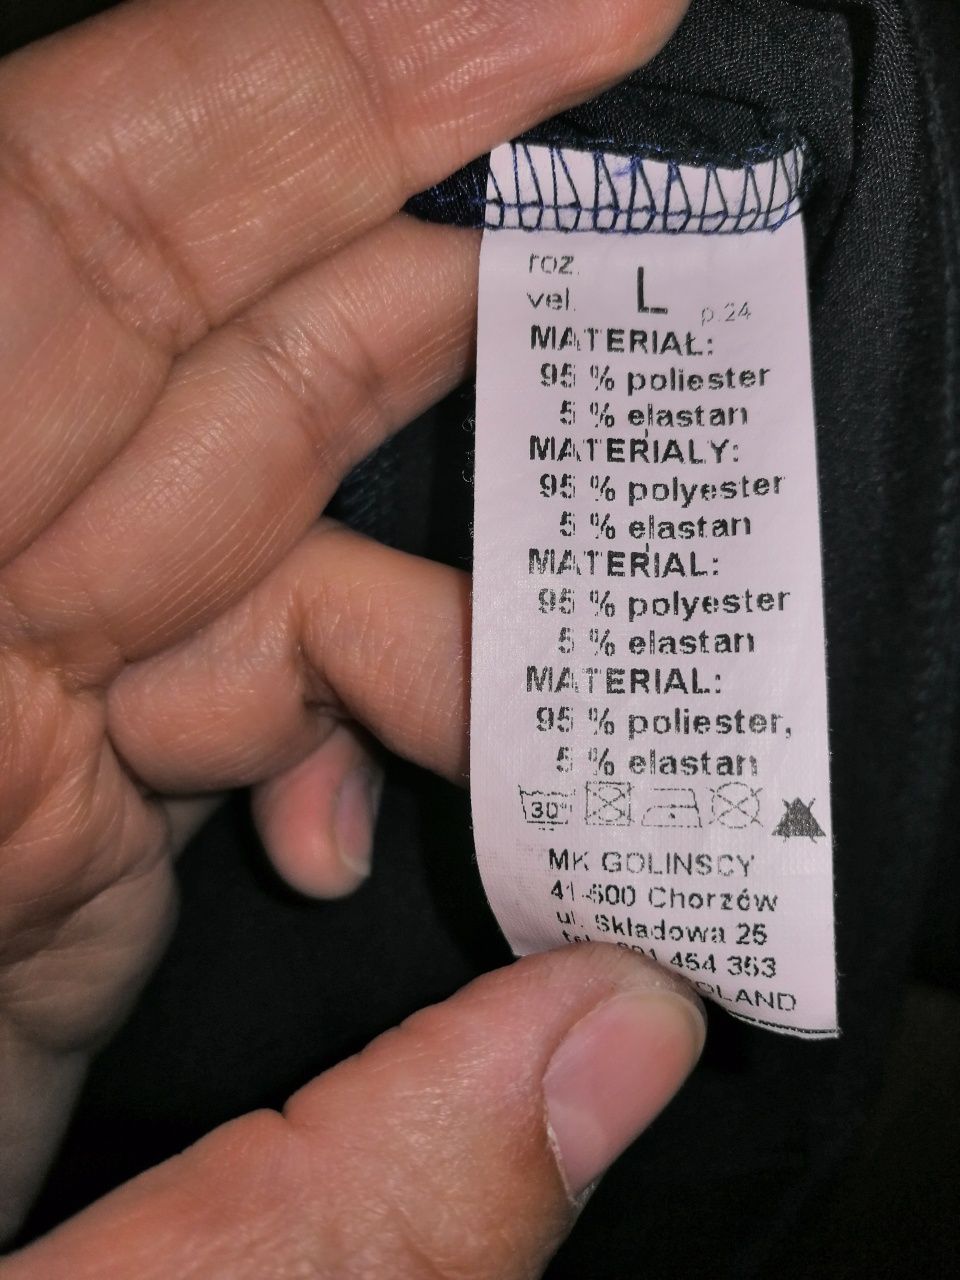 roz.
vel. L p.24
MATERIAŁ:
95 % poliester
5 % elastan
MATERIALY:
95 % polyester
5 % elastan
MATERIAL:
95 % polyester
5 % elastan
MATERIAL:
95 % poliester,
5 % elastan
30°
MK GOLINSCY
41-500 Chorzów
ul. Składowa 25
454 353